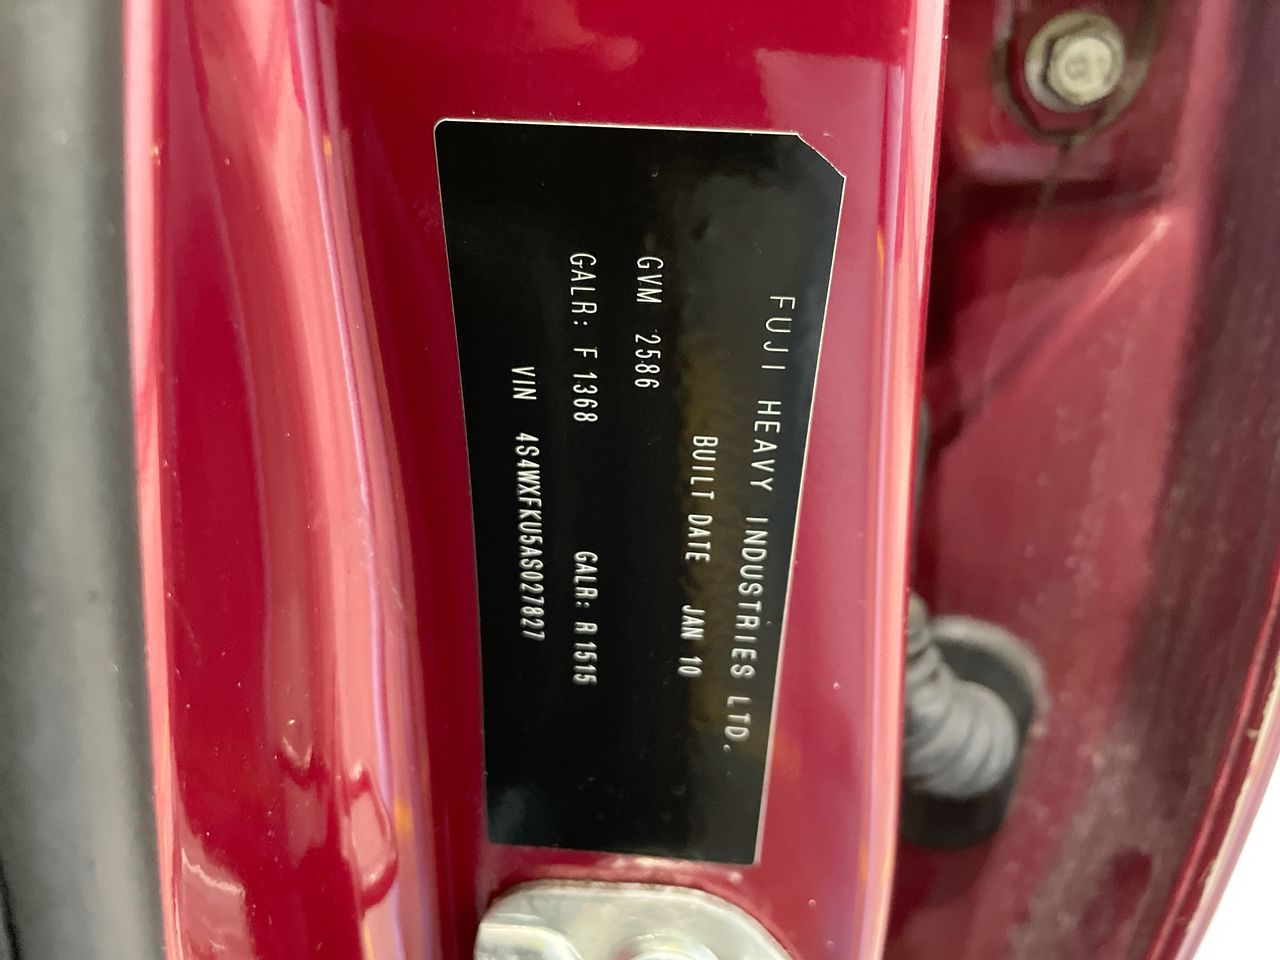 FUJI HEAVY INDUSTRIES LTD.
BUILT DATE JAN 10
GVM 2586
GALR: F 1368 GALR: R 1515
VIN 4S4WXFKU5AS027827